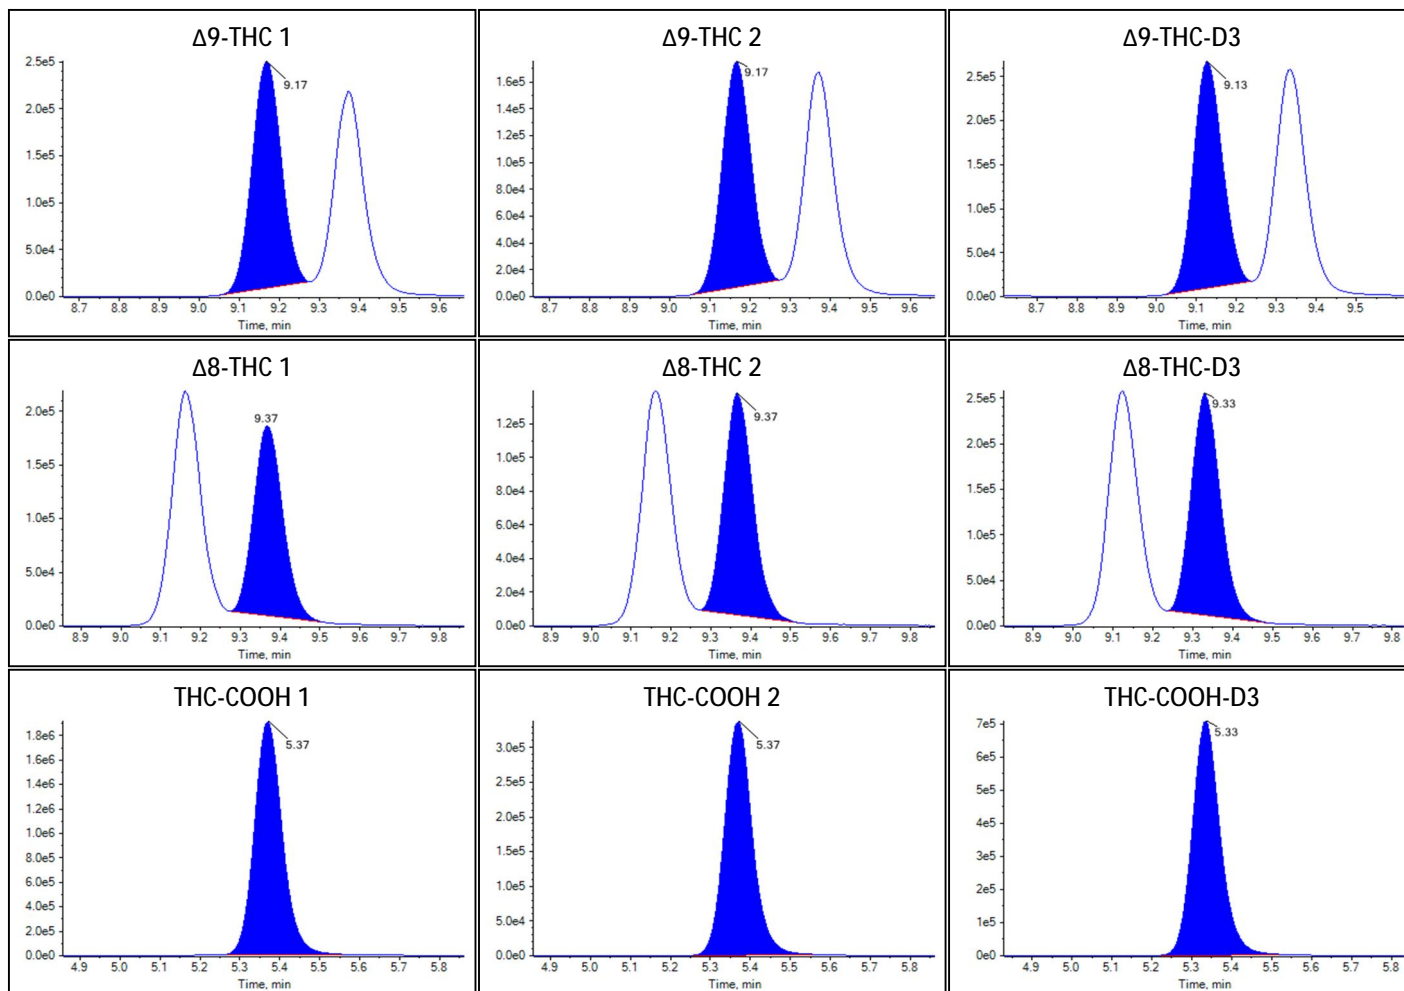 Δ9-THC 1
2.5e5
2.0e5
1.5e5
1.0e5
5.0e4
0.0e0
9.17
8.7 8.8 8.9 9.0 9.1 9.2 9.3 9.4 9.5 9.6
Time, min
Δ9-THC 2
1.6e5
1.4e5
1.2e5
1.0e5
8.0e4
6.0e4
4.0e4
2.0e4
0.0e0
9.17
8.7 8.8 8.9 9.0 9.1 9.2 9.3 9.4 9.5 9.6
Time, min
Δ9-THC-D3
2.5e5
2.0e5
1.5e5
1.0e5
5.0e4
0.0e0
9.13
8.7 8.8 8.9 9.0 9.1 9.2 9.3 9.4 9.5
Time, min
Δ8-THC 1
2.0e5
1.5e5
1.0e5
5.0e4
0.0e0
9.37
8.9 9.0 9.1 9.2 9.3 9.4 9.5 9.6 9.7 9.8
Time, min
Δ8-THC 2
1.2e5
1.0e5
8.0e4
6.0e4
4.0e4
2.0e4
0.0e0
9.37
8.9 9.0 9.1 9.2 9.3 9.4 9.5 9.6 9.7 9.8
Time, min
Δ8-THC-D3
2.5e5
2.0e5
1.5e5
1.0e5
5.0e4
0.0e0
9.33
8.9 9.0 9.1 9.2 9.3 9.4 9.5 9.6 9.7 9.8
Time, min
THC-COOH 1
1.8e6
1.6e6
1.4e6
1.2e6
1.0e6
8.0e5
6.0e5
4.0e5
2.0e5
0.0e0
5.37
4.9 5.0 5.1 5.2 5.3 5.4 5.5 5.6 5.7 5.8
Time, min
THC-COOH 2
3.0e5
2.5e5
2.0e5
1.5e5
1.0e5
5.0e4
0.0e0
5.37
4.9 5.0 5.1 5.2 5.3 5.4 5.5 5.6 5.7 5.8
Time, min
THC-COOH-D3
7e5
6e5
5e5
4e5
3e5
2e5
1e5
0e0
5.33
4.9 5.0 5.1 5.2 5.3 5.4 5.5 5.6 5.7 5.8
Time, min